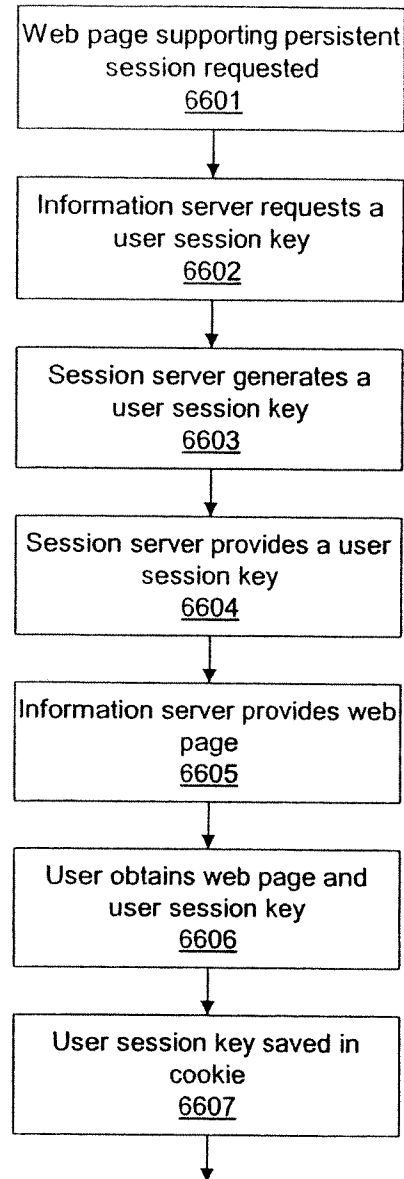 Web page supporting persistent
session requested
6601
Information server requests a
user session key
6602
Session server generates a
user session key
6603
Session server provides a user
session key
6604
Information server provides web
page
6605
User obtains web page and
user session key
6606
User session key saved in
cookie
6607